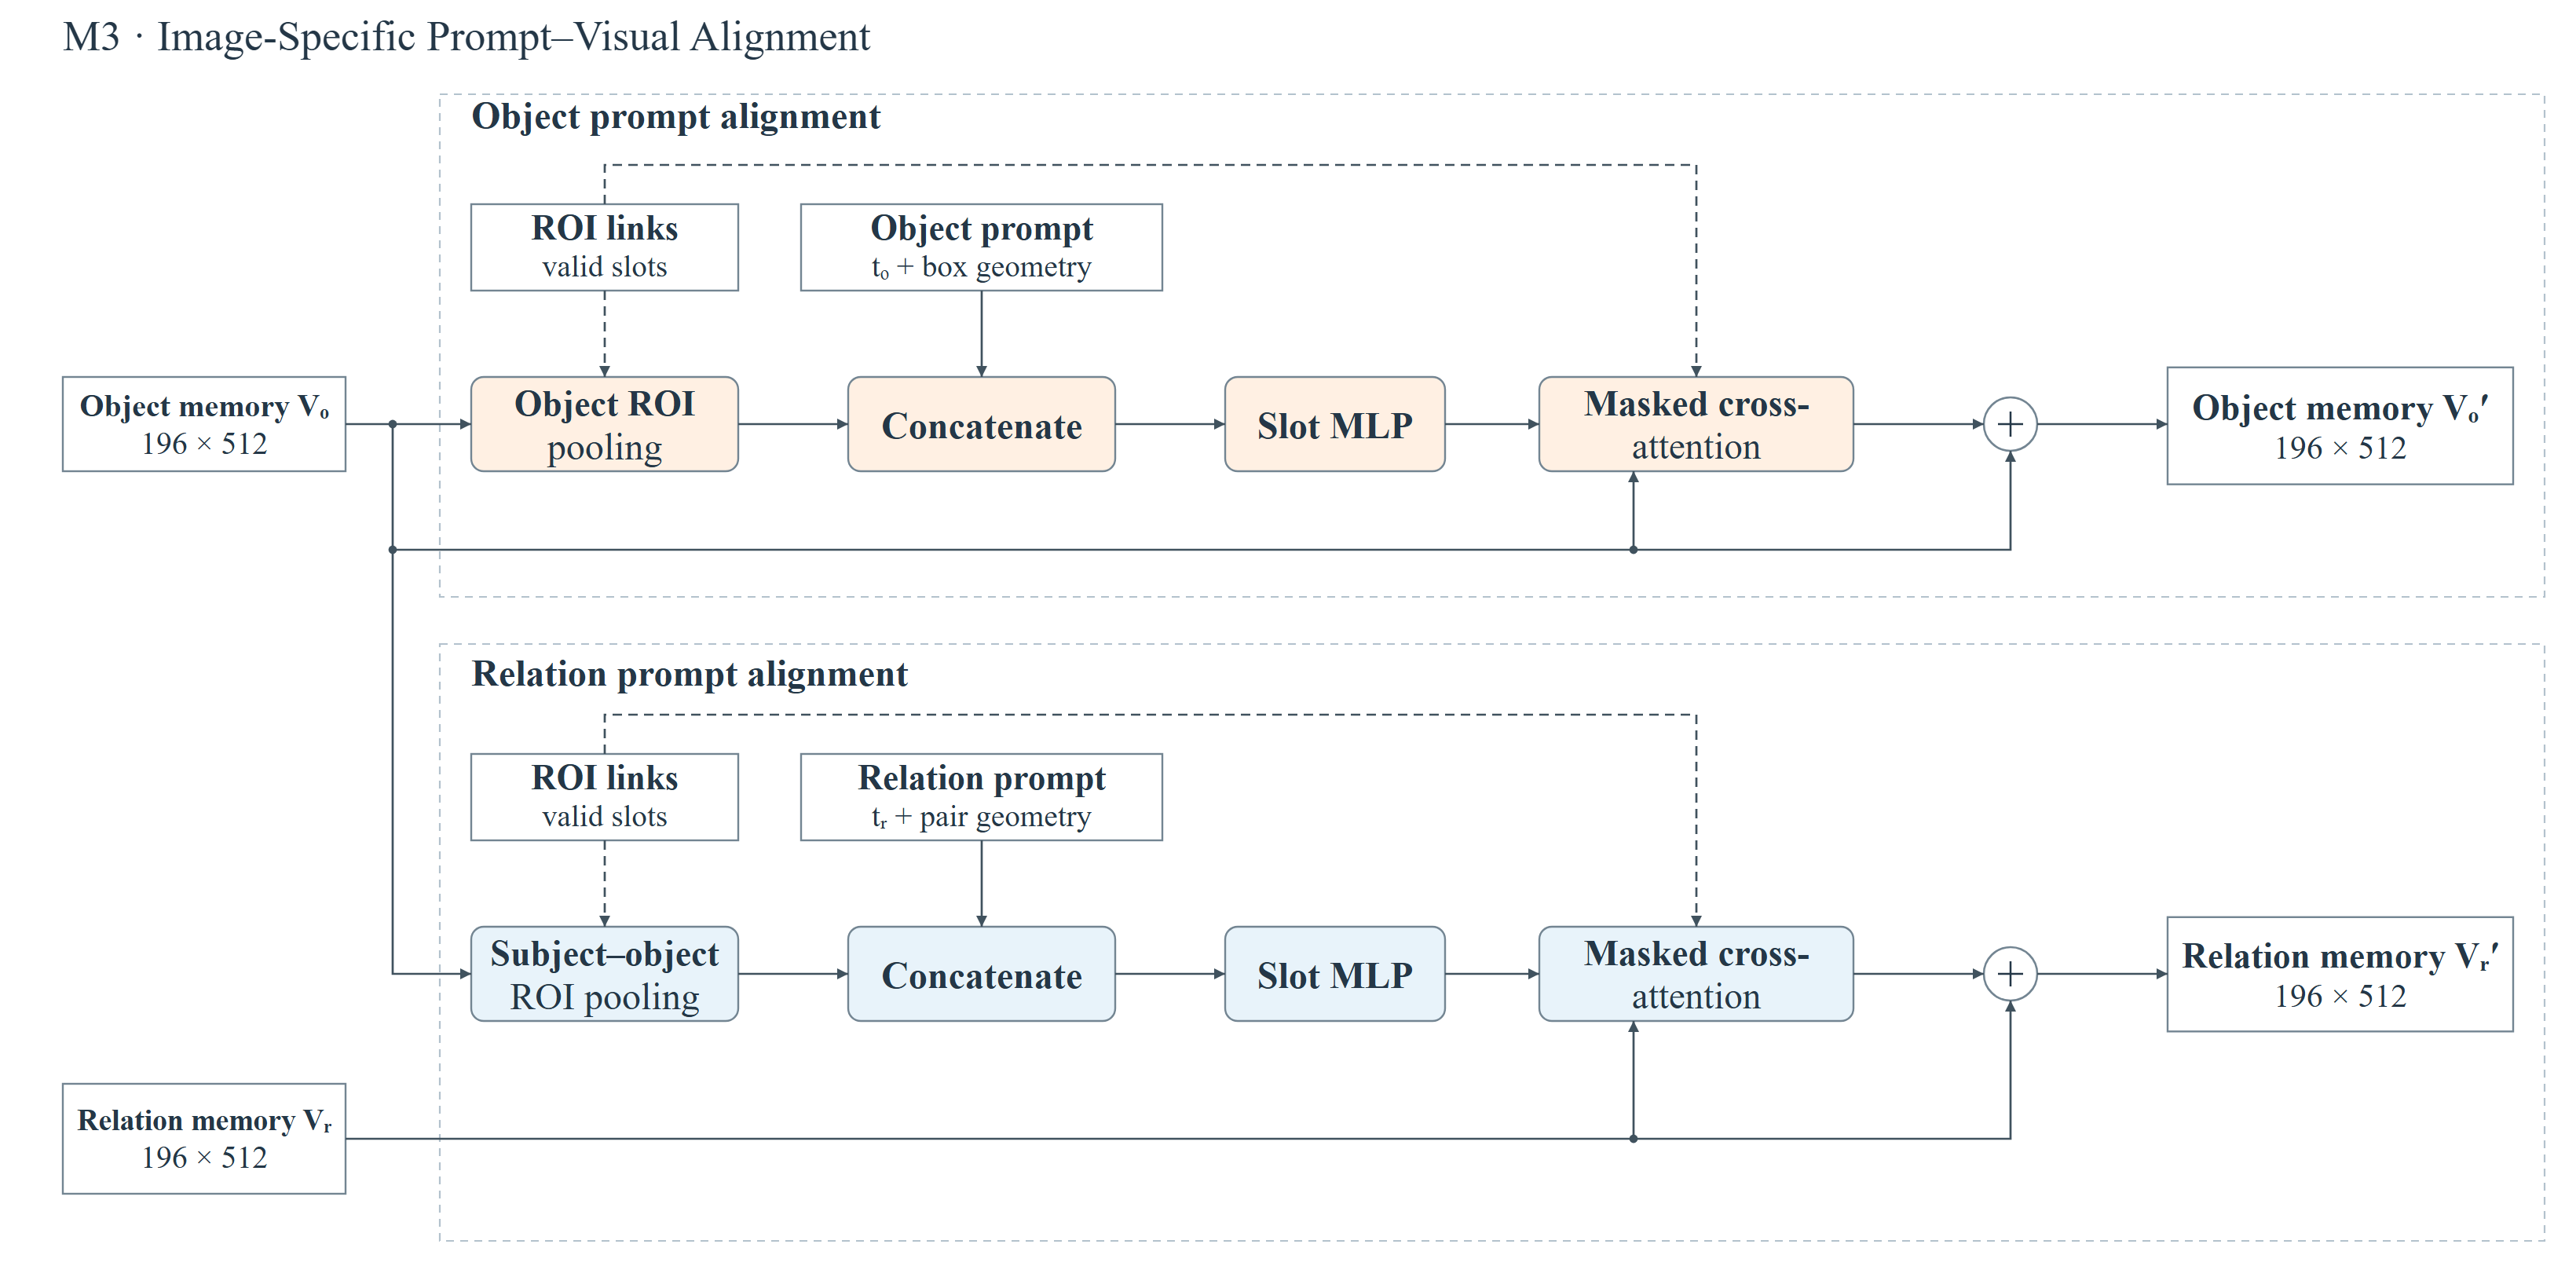 M3 · Image-Specific Prompt–Visual Alignment
Object prompt alignment
ROI links
valid slots
Object prompt
tₒ + box geometry
Object memory Vₒ
196 × 512
Object ROI
pooling
Concatenate
Slot MLP
Masked cross-
attention
+
Object memory Vₒ′
196 × 512
Relation prompt alignment
ROI links
valid slots
Relation prompt
tᵣ + pair geometry
Subject–object
ROI pooling
Concatenate
Slot MLP
Masked cross-
attention
+
Relation memory Vᵣ′
196 × 512
Relation memory Vᵣ
196 × 512